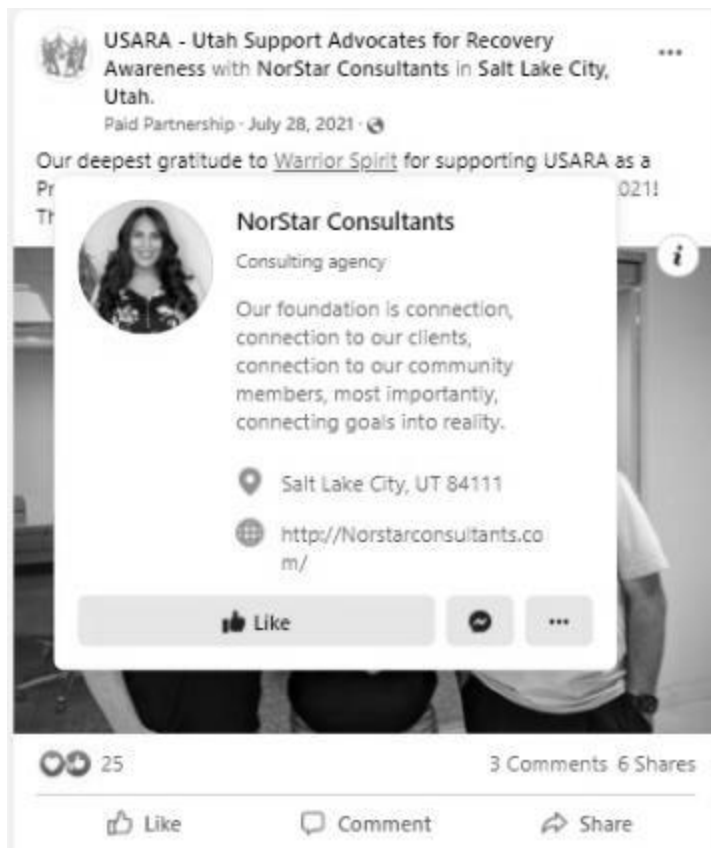 USARA - Utah Support Advocates for Recovery
Awareness with NorStar Consultants in Salt Lake City,
Utah.
Paid Partnership · July 28, 2021 ·
Our deepest gratitude to Warrior Spirit for supporting USARA as a
Pr
021!
Th
NorStar Consultants
Consulting agency
i
Our foundation is connection,
connection to our clients,
connection to our community
members, most importantly,
connecting goals into reality.
Salt Lake City, UT 84111
http://Norstarconsultants.co
m/
Like
25
3 Comments 6 Shares
Like Comment Share